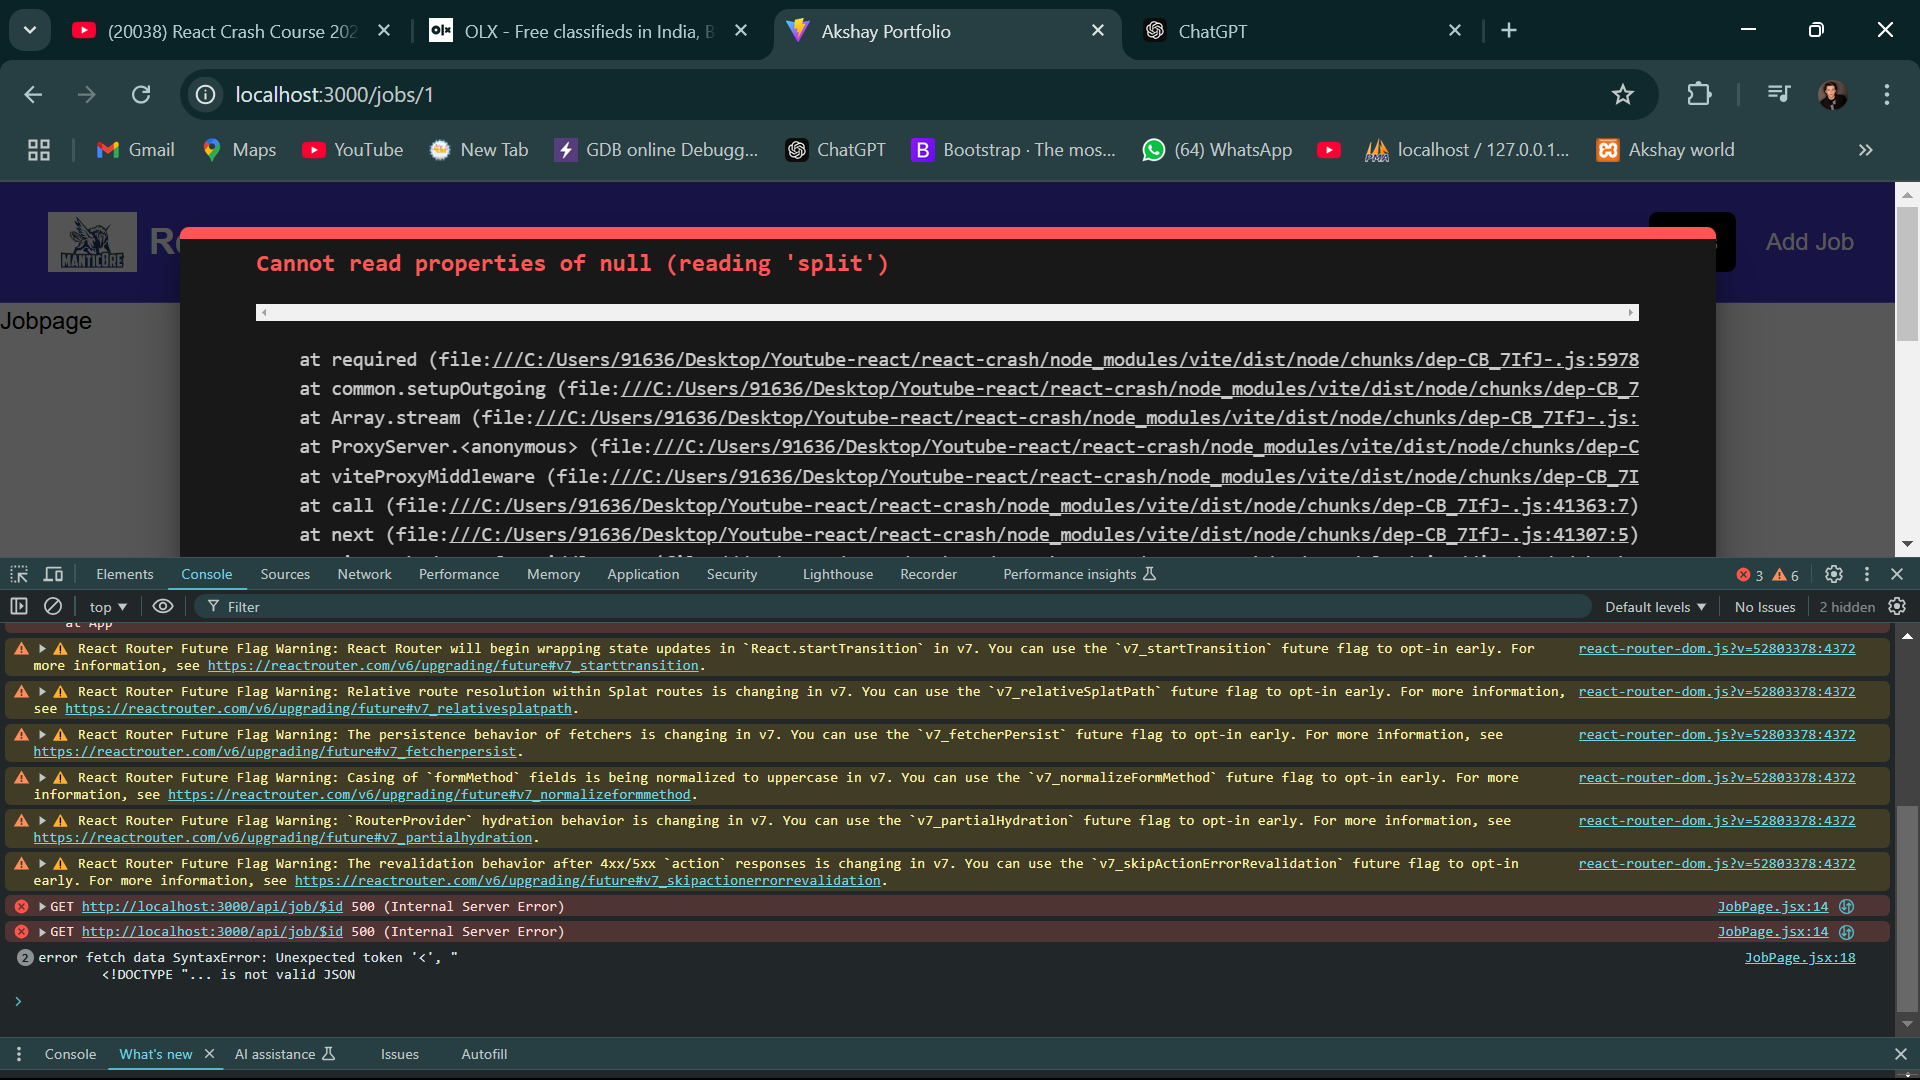 (20038) React Crash Course 202
OLX - Free classifieds in India, B
Akshay Portfolio
ChatGPT
localhost:3000/jobs/1
Gmail
Maps
YouTube
New Tab
GDB online Debugg...
ChatGPT
Bootstrap · The mos...
(64) WhatsApp
localhost / 127.0.0.1...
Akshay world
MANTICORE
Add Job
Cannot read properties of null (reading 'split')
Jobpage
at required (file:///C:/Users/91636/Desktop/Youtube-react/react-crash/node_modules/vite/dist/node/chunks/dep-CB_7IfJ-.js:5978
at common.setupOutgoing (file:///C:/Users/91636/Desktop/Youtube-react/react-crash/node_modules/vite/dist/node/chunks/dep-CB_7
at Array.stream (file:///C:/Users/91636/Desktop/Youtube-react/react-crash/node_modules/vite/dist/node/chunks/dep-CB_7IfJ-.js:
at ProxyServer.<anonymous> (file:///C:/Users/91636/Desktop/Youtube-react/react-crash/node_modules/vite/dist/node/chunks/dep-C
at viteProxyMiddleware (file:///C:/Users/91636/Desktop/Youtube-react/react-crash/node_modules/vite/dist/node/chunks/dep-CB_7I
at call (file:///C:/Users/91636/Desktop/Youtube-react/react-crash/node_modules/vite/dist/node/chunks/dep-CB_7IfJ-.js:41363:7)
at next (file:///C:/Users/91636/Desktop/Youtube-react/react-crash/node_modules/vite/dist/node/chunks/dep-CB_7IfJ-.js:41307:5)
Elements Console Sources Network Performance Memory Application Security Lighthouse Recorder Performance insights 3 6
top Filter Default levels No Issues 2 hidden
at App
React Router Future Flag Warning: React Router will begin wrapping state updates in `React.startTransition` in v7. You can use the `v7_startTransition` future flag to opt-in early. For react-router-dom.js?v=52803378:4372
more information, see https://reactrouter.com/v6/upgrading/future#v7_starttransition.
React Router Future Flag Warning: Relative route resolution within Splat routes is changing in v7. You can use the `v7_relativeSplatPath` future flag to opt-in early. For more information, react-router-dom.js?v=52803378:4372
see https://reactrouter.com/v6/upgrading/future#v7_relativesplatpath.
React Router Future Flag Warning: The persistence behavior of fetchers is changing in v7. You can use the `v7_fetcherPersist` future flag to opt-in early. For more information, see react-router-dom.js?v=52803378:4372
https://reactrouter.com/v6/upgrading/future#v7_fetcherpersist.
React Router Future Flag Warning: Casing of `formMethod` fields is being normalized to uppercase in v7. You can use the `v7_normalizeFormMethod` future flag to opt-in early. For more react-router-dom.js?v=52803378:4372
information, see https://reactrouter.com/v6/upgrading/future#v7_normalizeformmethod.
React Router Future Flag Warning: `RouterProvider` hydration behavior is changing in v7. You can use the `v7_partialHydration` future flag to opt-in early. For more information, see react-router-dom.js?v=52803378:4372
https://reactrouter.com/v6/upgrading/future#v7_partialhydration.
React Router Future Flag Warning: The revalidation behavior after 4xx/5xx `action` responses is changing in v7. You can use the `v7_skipActionErrorRevalidation` future flag to opt-in react-router-dom.js?v=52803378:4372
early. For more information, see https://reactrouter.com/v6/upgrading/future#v7_skipactionerrorrevalidation.
GET http://localhost:3000/api/job/$id 500 (Internal Server Error) JobPage.jsx:14
GET http://localhost:3000/api/job/$id 500 (Internal Server Error) JobPage.jsx:14
2 error fetch data SyntaxError: Unexpected token '<', " JobPage.jsx:18
<!DOCTYPE "... is not valid JSON
Console What's new AI assistance Issues Autofill